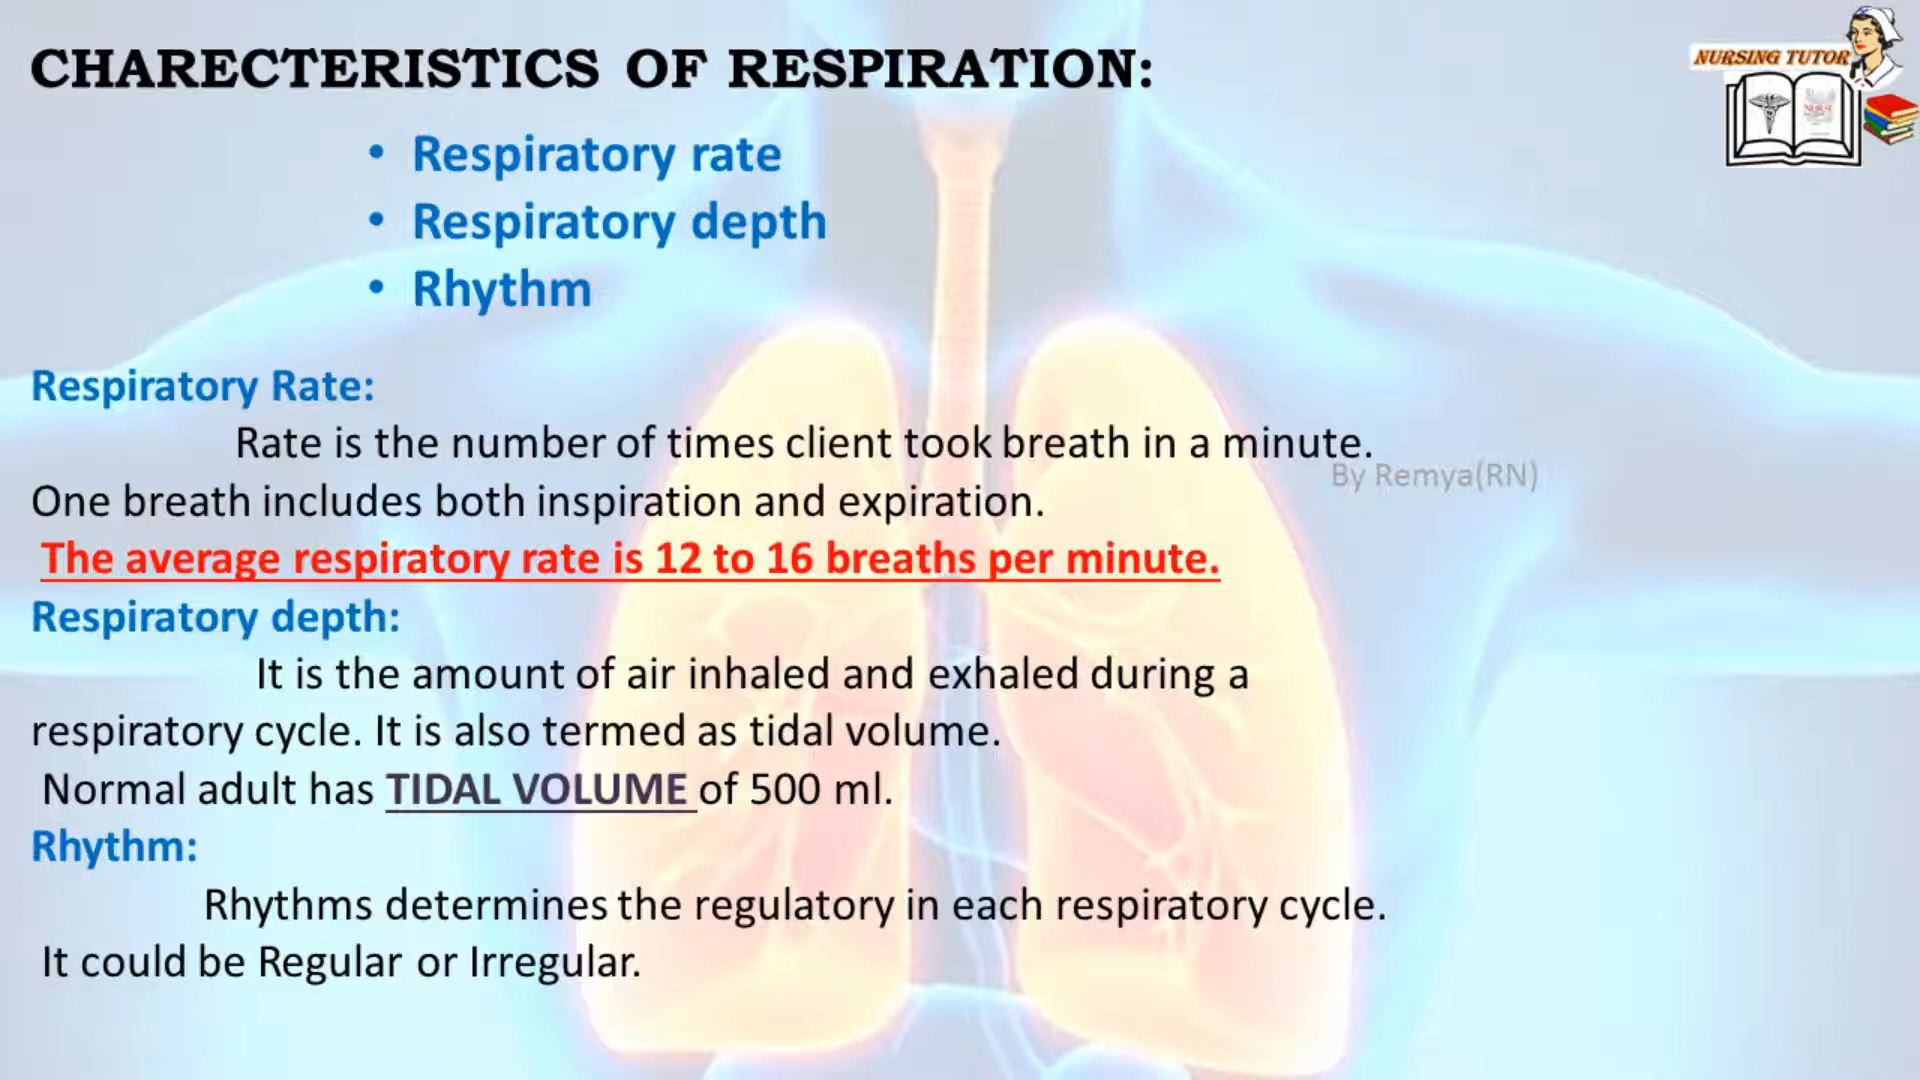 CHARECTERISTICS OF RESPIRATION:
NURSING TUTOR
• Respiratory rate
• Respiratory depth
• Rhythm
Respiratory Rate:
Rate is the number of times client took breath in a minute.
By Remya(RN)
One breath includes both inspiration and expiration.
The average respiratory rate is 12 to 16 breaths per minute.
Respiratory depth:
It is the amount of air inhaled and exhaled during a
respiratory cycle. It is also termed as tidal volume.
Normal adult has TIDAL VOLUME of 500 ml.
Rhythm:
Rhythms determines the regulatory in each respiratory cycle.
It could be Regular or Irregular.